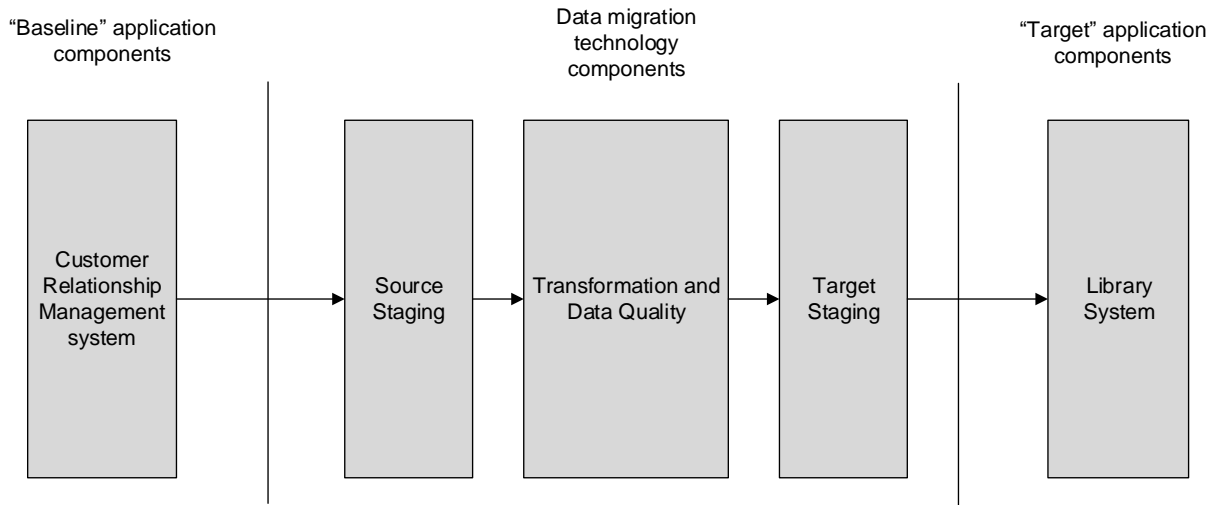 “Baseline” application
components
Data migration
technology
components
“Target” application
components
Customer
Relationship
Management
system
Source
Staging
Transformation and
Data Quality
Target
Staging
Library
System